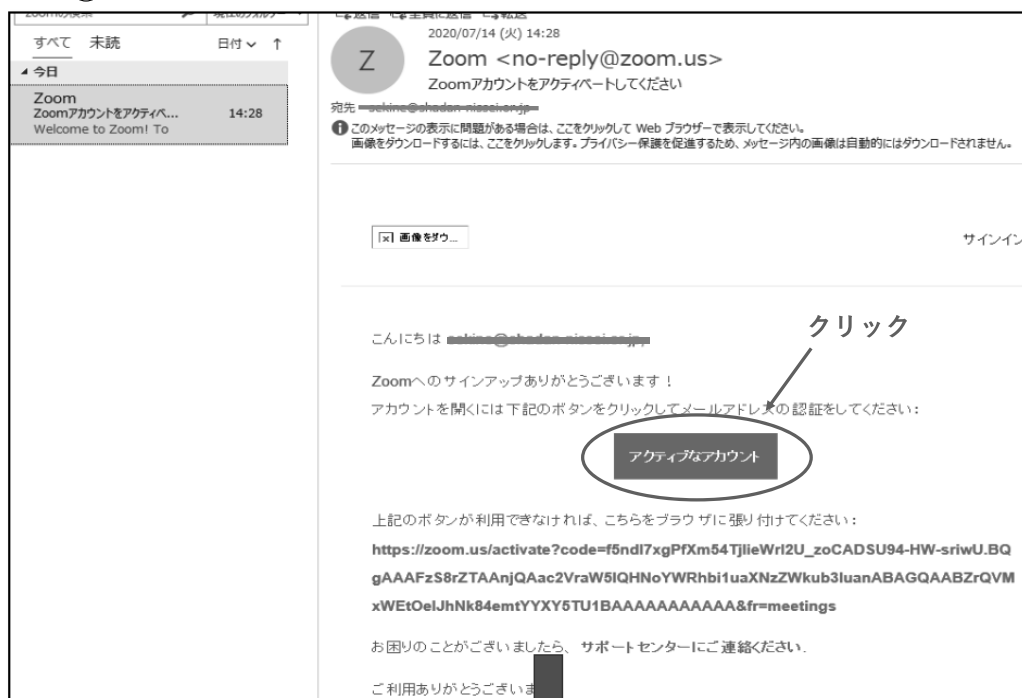 すべて 未読 日付 ↑
今日
Zoom
Zoomアカウントをアクティベ... 14:28
Welcome to Zoom! To
2020/07/14 (火) 14:28
Z
Zoom <no-reply@zoom.us>
Zoomアカウントをアクティベートしてください
宛先
このメッセージの表示に問題がある場合は、ここをクリックして Web ブラウザーで表示してください。
画像をダウンロードするには、ここをクリックします。プライバシー保護を促進するため、メッセージ内の画像は自動的にはダウンロードされません。
画像をダウ...
サインイン
クリック
こんにちは
Zoomへのサインアップありがとうございます！
アカウントを開くには下記のボタンをクリックしてメールアドレスの認証をしてください：
アクティブなアカウント
上記のボタンが利用できなければ、こちらをブラウザに張り付けてください：
https://zoom.us/activate?code=f5ndI7xgPfXm54TjlieWrI2U_zoCADSU94-HW-sriwU.BQ
gAAAFzS8rZTAAnjQAac2VraW5lQHNoYWRhbi1uaXNzZWkub3IuanABAGQAABZrQVM
xWEtOelJhNk84emtYYXY5TU1BAAAAAAAAAAA&fr=meetings
お困りのことがございましたら、サポートセンターにご連絡ください.
ご利用ありがとうございま